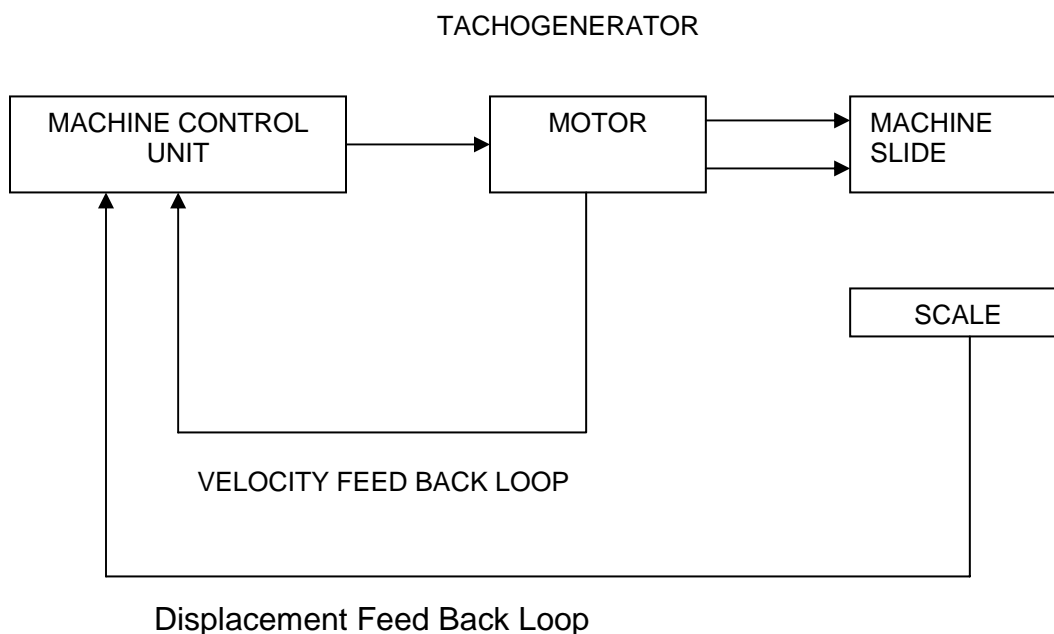 TACHOGENERATOR
MACHINE CONTROL
UNIT
MOTOR
MACHINE
SLIDE
SCALE
VELOCITY FEED BACK LOOP
Displacement Feed Back Loop